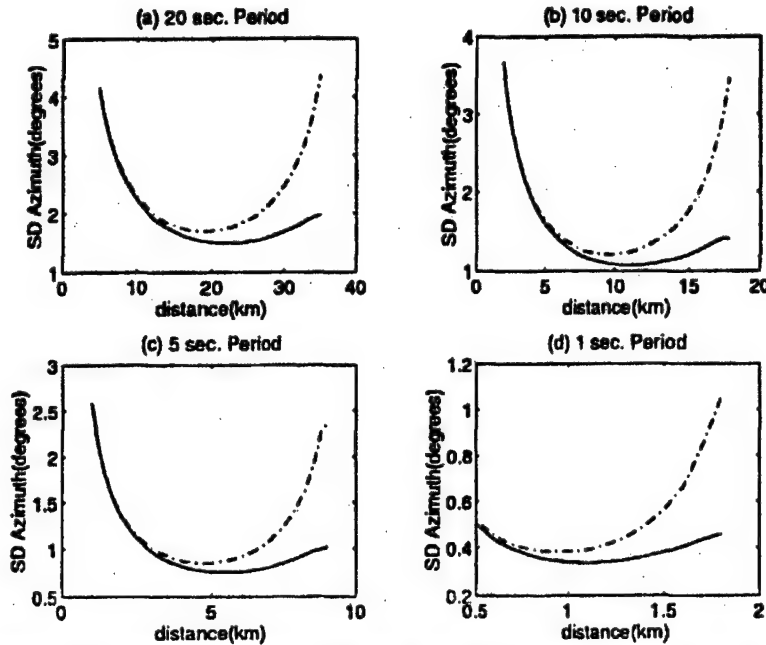 (a) 20 sec. Period
5
4
3
2
1
SD Azimuth(degrees)
0 10 20 30 40
distance(km)
(b) 10 sec. Period
4
3
2
1
SD Azimuth(degrees)
0 5 10 15 20
distance(km)
(c) 5 sec. Period
3
2.5
2
1.5
1
0.5
SD Azimuth(degrees)
0 5 10
distance(km)
(d) 1 sec. Period
1.2
1
0.8
0.6
0.4
0.2
SD Azimuth(degrees)
0.5 1 1.5 2
distance(km)